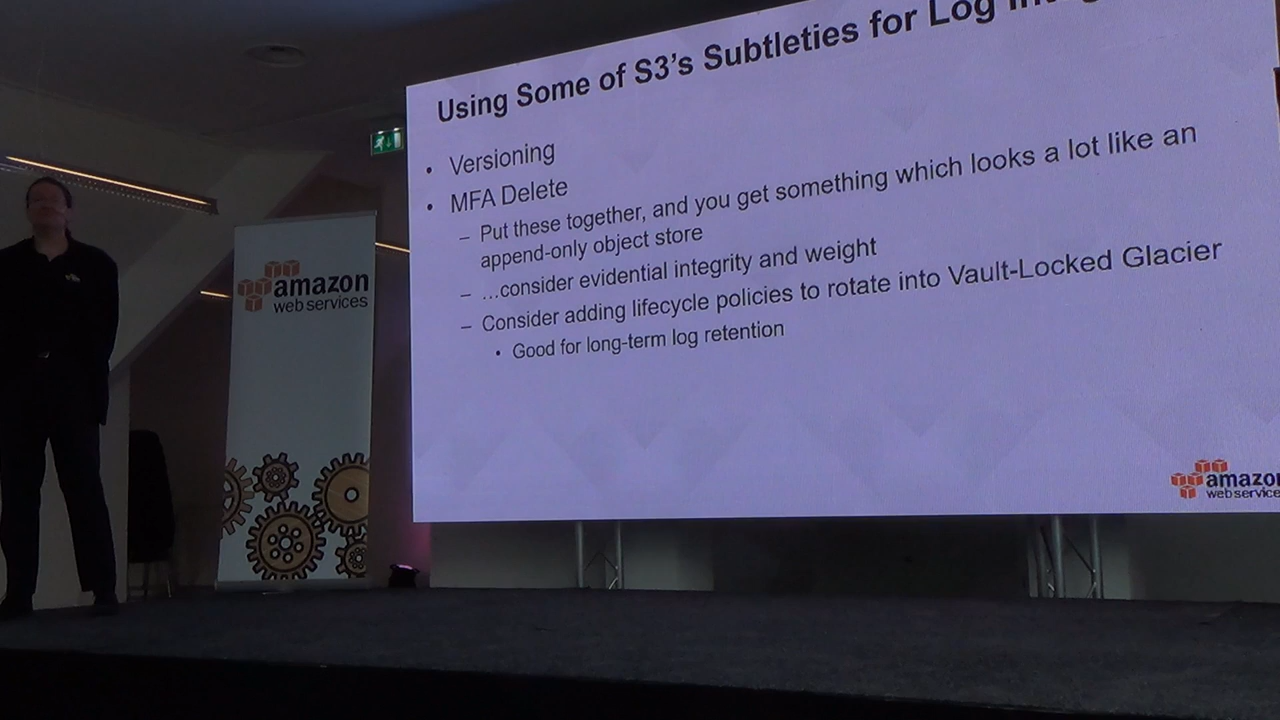 Using Some of S3's Subtleties for Log
• Versioning
• MFA Delete
– Put these together, and you get something which looks a lot like an
append-only object store
– ...consider evidential integrity and weight
– Consider adding lifecycle policies to rotate into Vault-Locked Glacier
• Good for long-term log retention
amazon
web services
amazo
web service